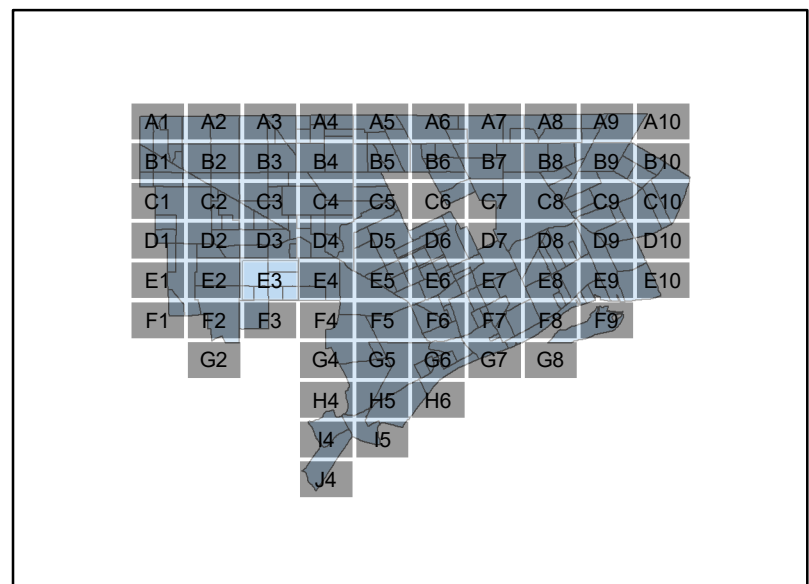 A1 A2 A3 A4 A5 A6 A7 A8 A9 A10
B1 B2 B3 B4 B5 B6 B7 B8 B9 B10
C1 C2 C3 C4 C5 C6 C7 C8 C9 C10
D1 D2 D3 D4 D5 D6 D7 D8 D9 D10
E1 E2 E3 E4 E5 E6 E7 E8 E9 E10
F1 F2 F3 F4 F5 F6 F7 F8 F9
G2 G4 G5 G6 G7 G8
H4 H5 H6
I4 I5
J4